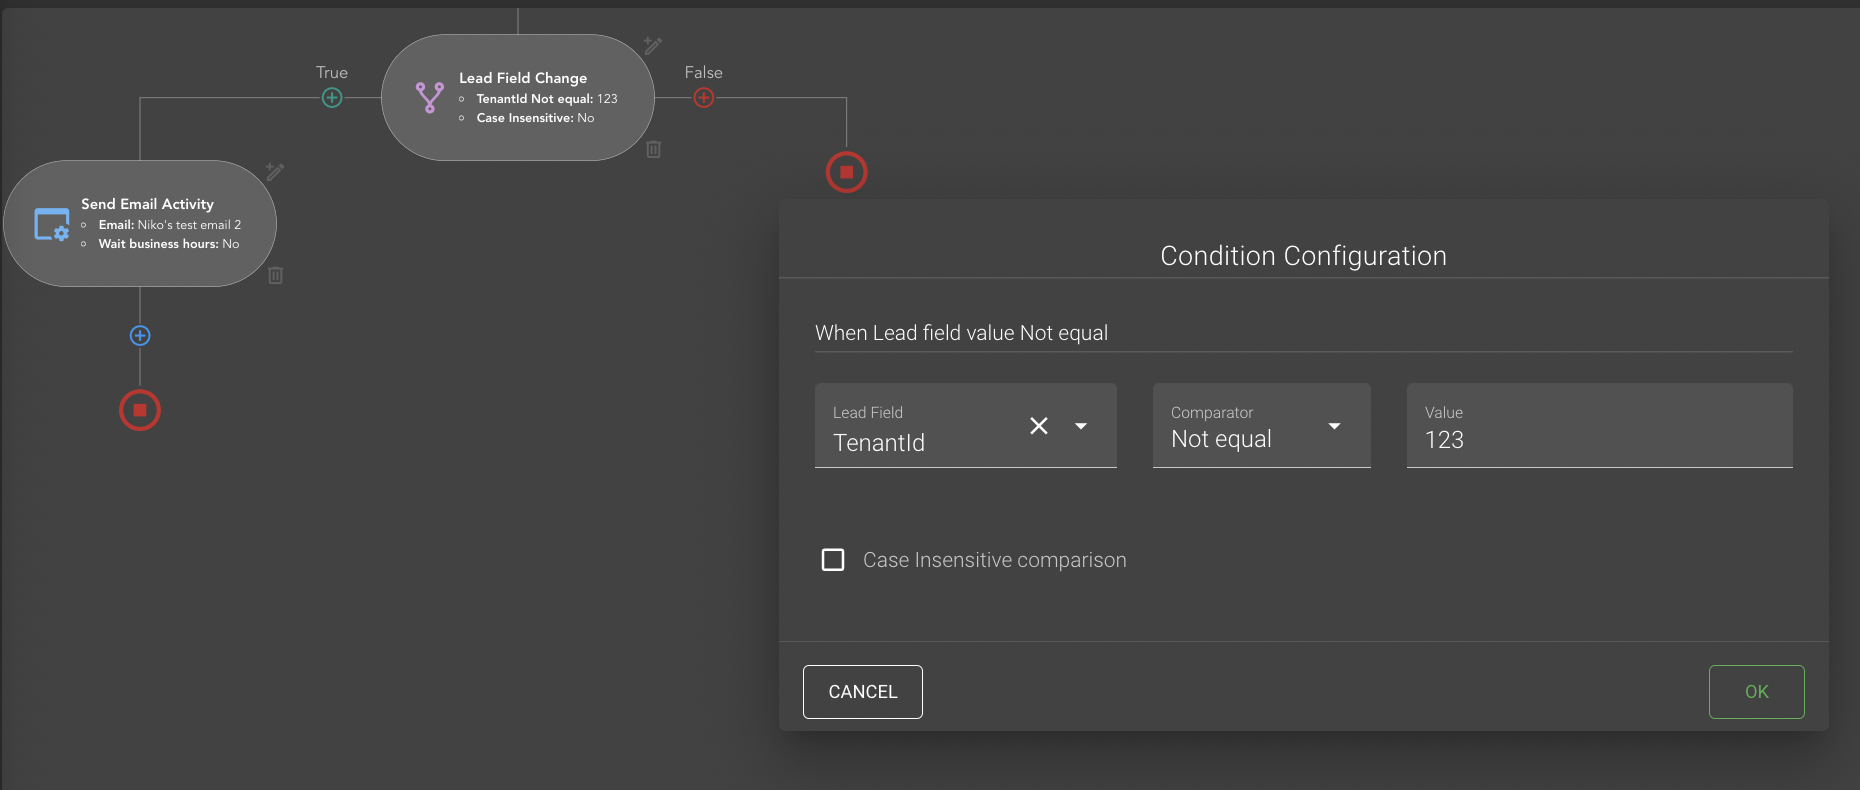 True
False
Lead Field Change
TenantId Not equal: 123
Case Insensitive: No
Send Email Activity
Email: Niko's test email 2
Wait business hours: No
Condition Configuration
When Lead field value Not equal
Lead Field
TenantId
Comparator
Not equal
Value
123
Case Insensitive comparison
CANCEL
OK